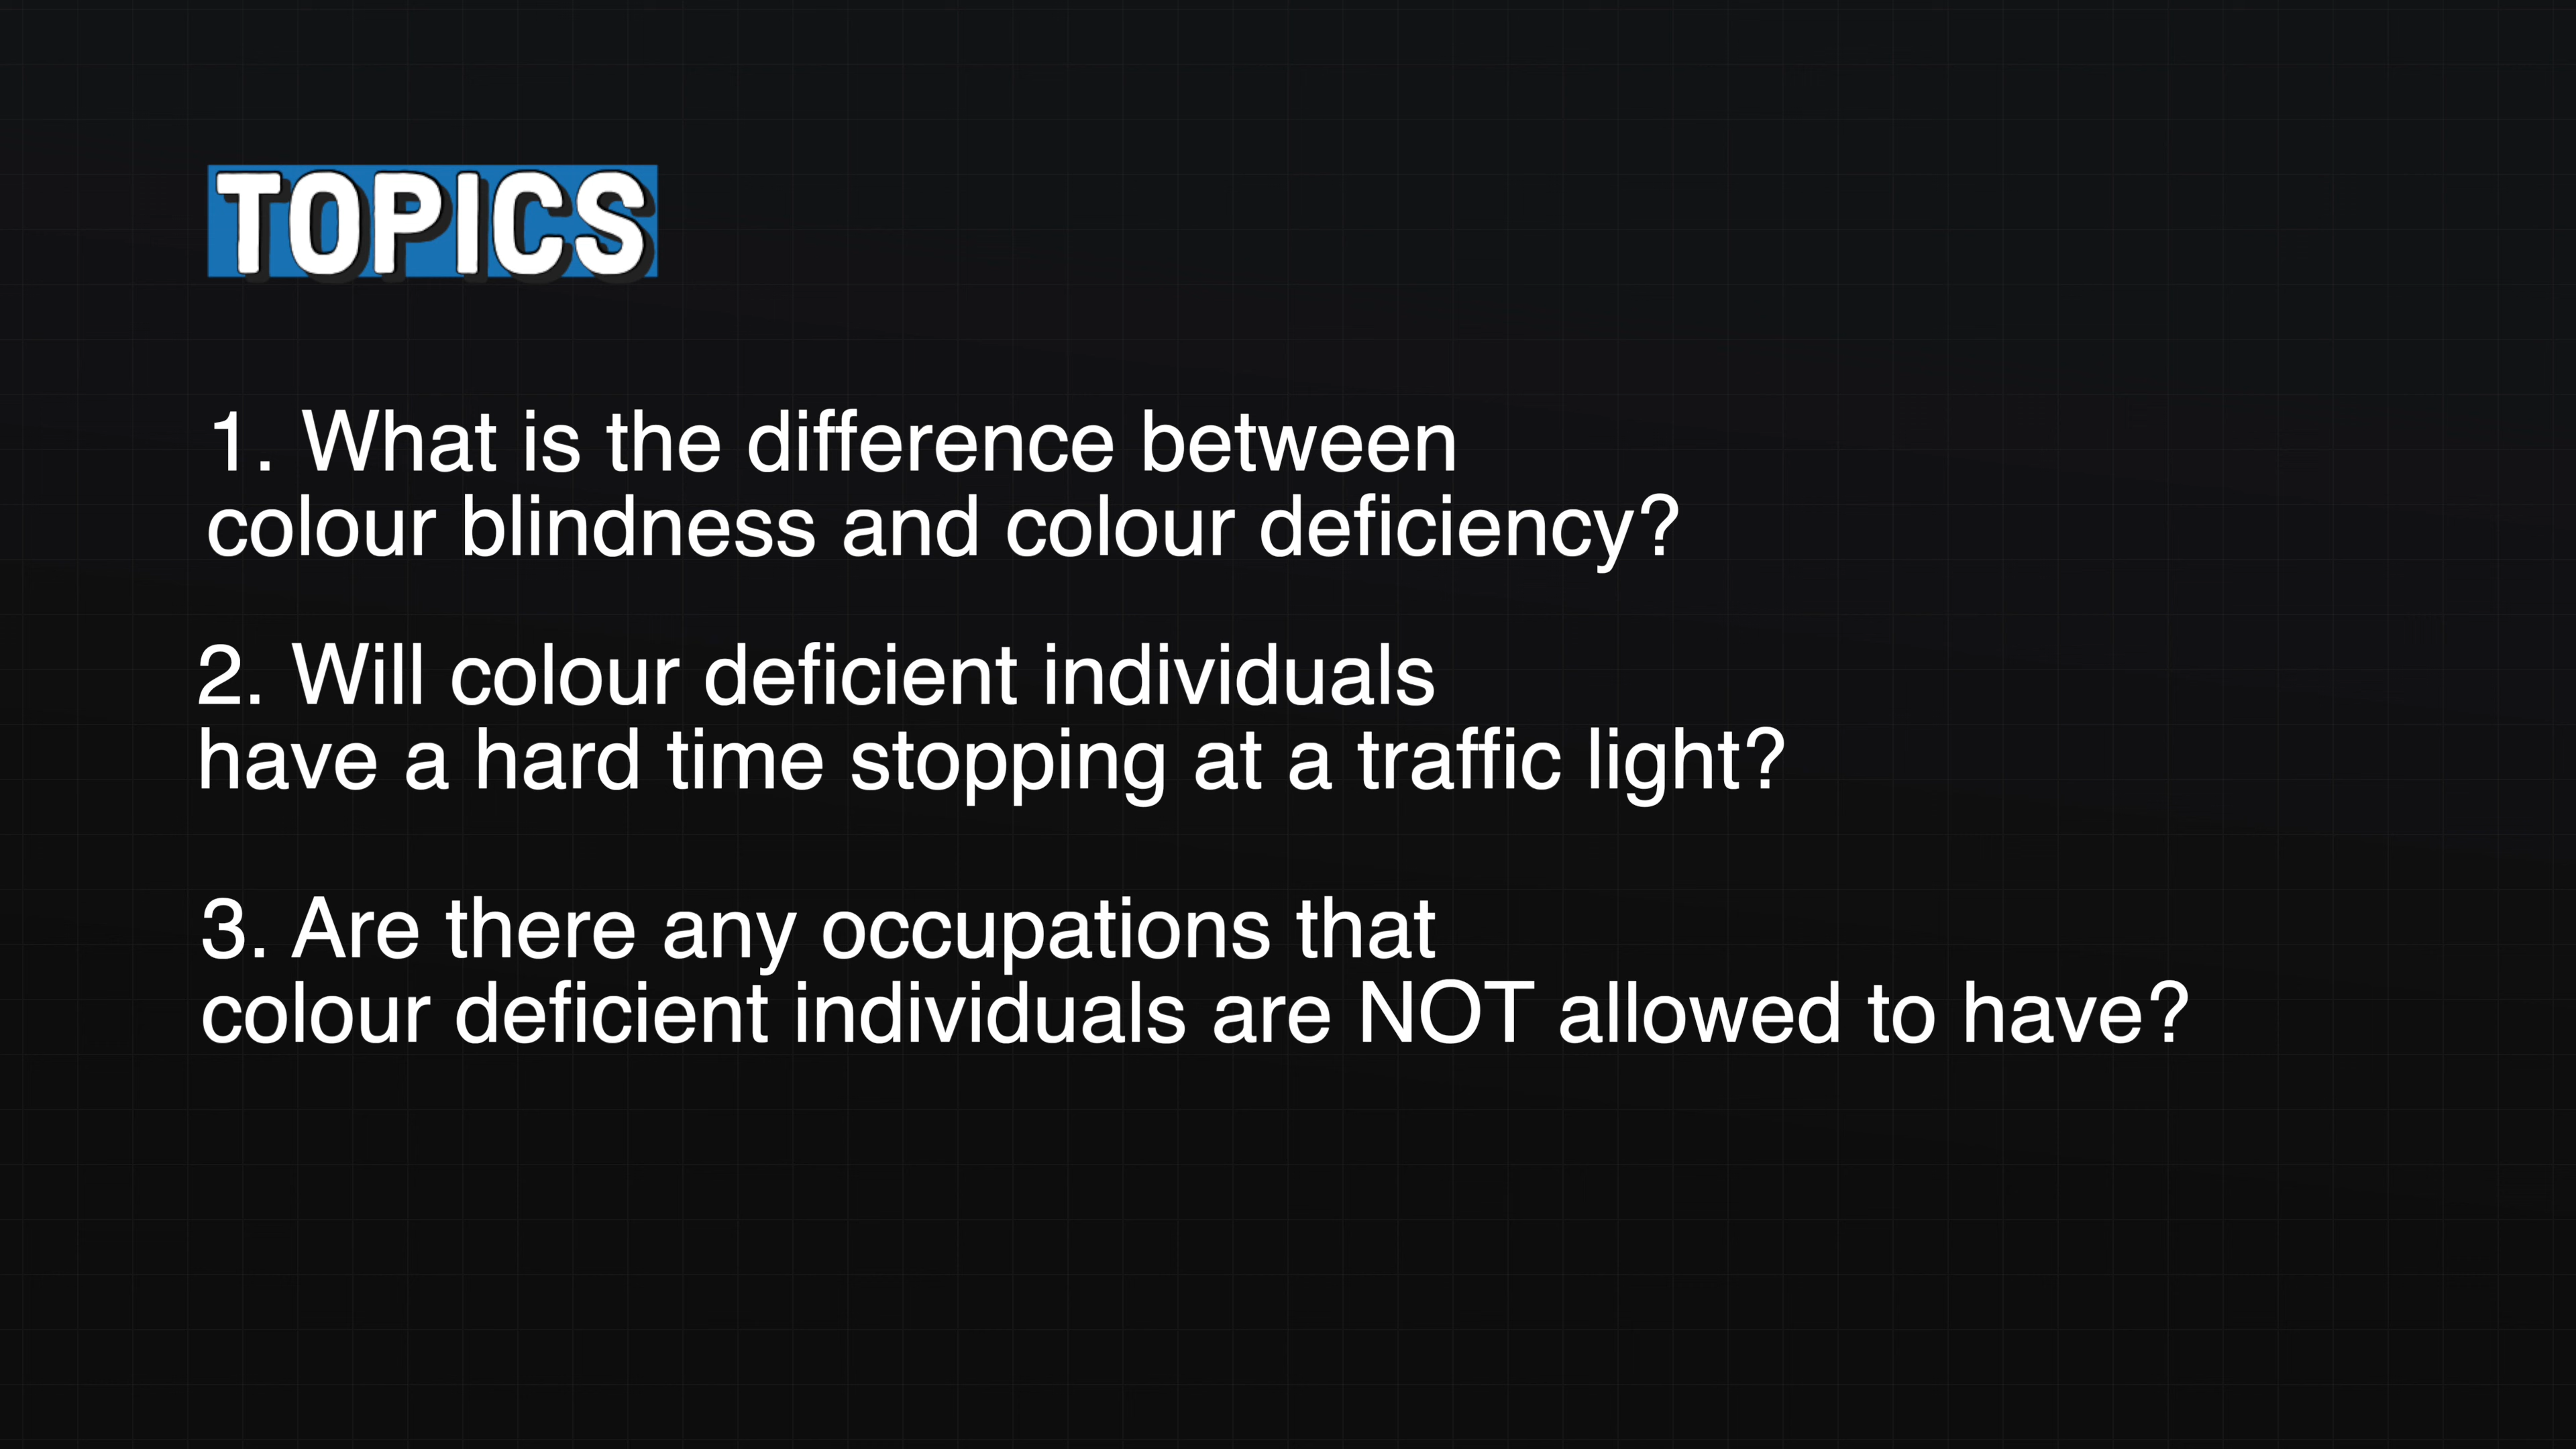 TOPICS
1. What is the difference between
colour blindness and colour deficiency?
2. Will colour deficient individuals
have a hard time stopping at a traffic light?
3. Are there any occupations that
colour deficient individuals are NOT allowed to have?